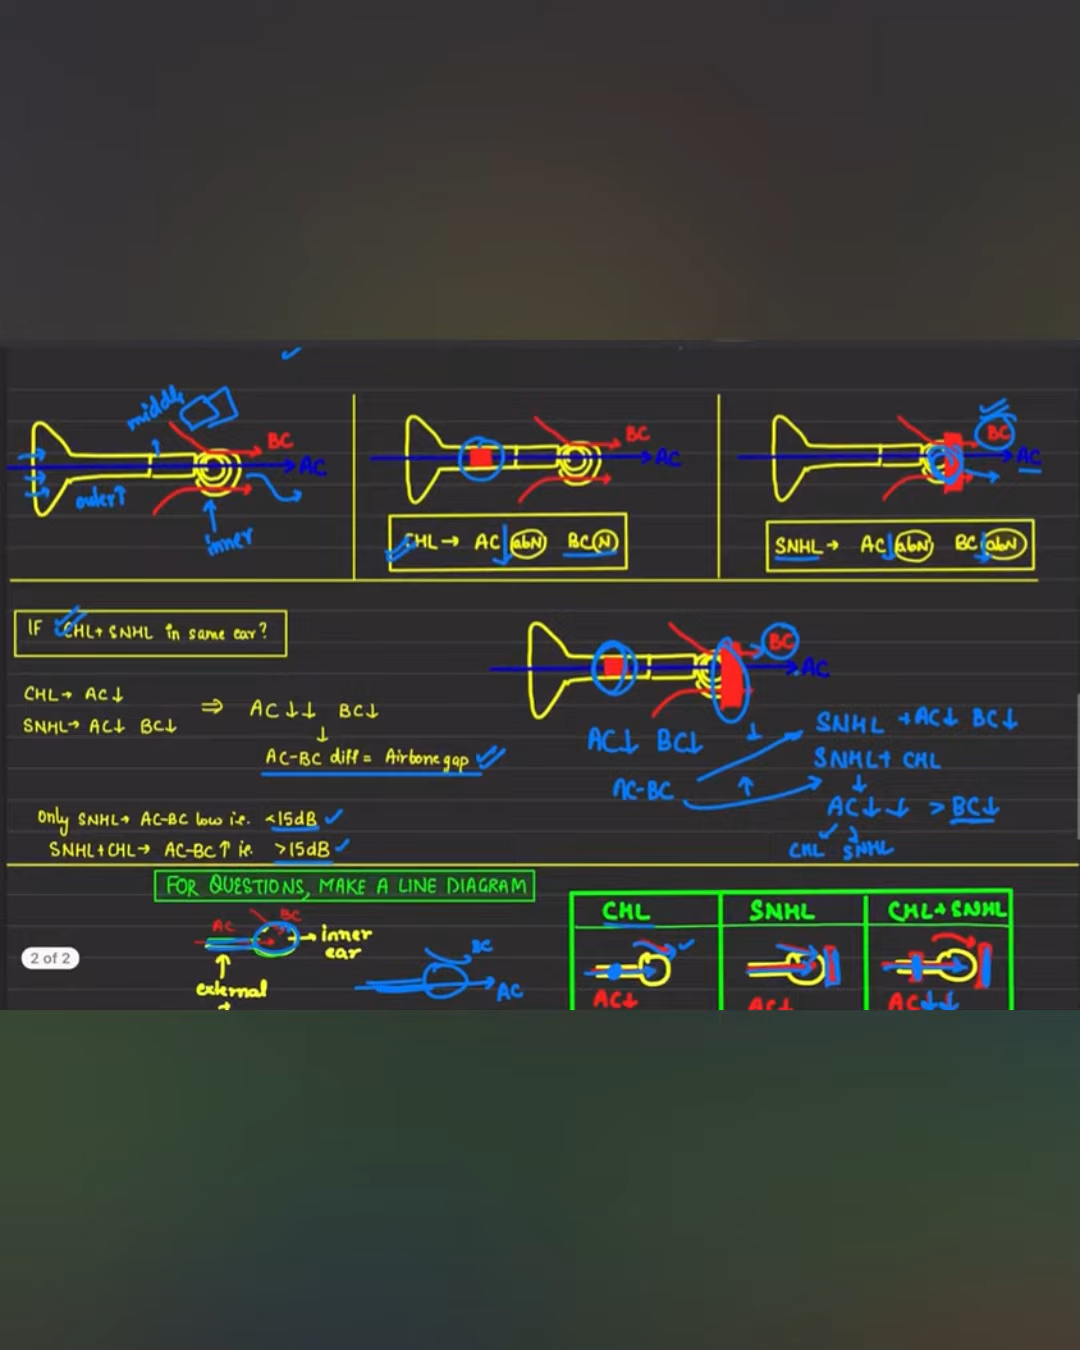 middle
BC
AC
outer↑
inner
BC
AC
CHL→ AC↓ abN BC N
BC
AC
SNHL→ AC↓ abN BC↓ abN
IF CHL+ SNHL in same ear?
CHL→ AC↓
SNHL→ AC↓ BC↓
⇒ AC↓↓ BC↓
↓
AC-BC diff = Airbone gap
Only SNHL→ AC-BC low i.e. <15dB
SNHL+CHL→ AC-BC↑ ie. >15dB
BC
AC
AC↓ BC↓
↓
SNHL → AC↓ BC↓
AC-BC
↑
SNHL+ CHL
↓
AC↓↓ > BC↓
CHL SNHL
FOR QUESTIONS, MAKE A LINE DIAGRAM
AC
BC
→ inner
ear
↑
external
BC
AC
CHL SNHL CHL+SNHL
AC↓ AC↓ AC↓↓
2 of 2